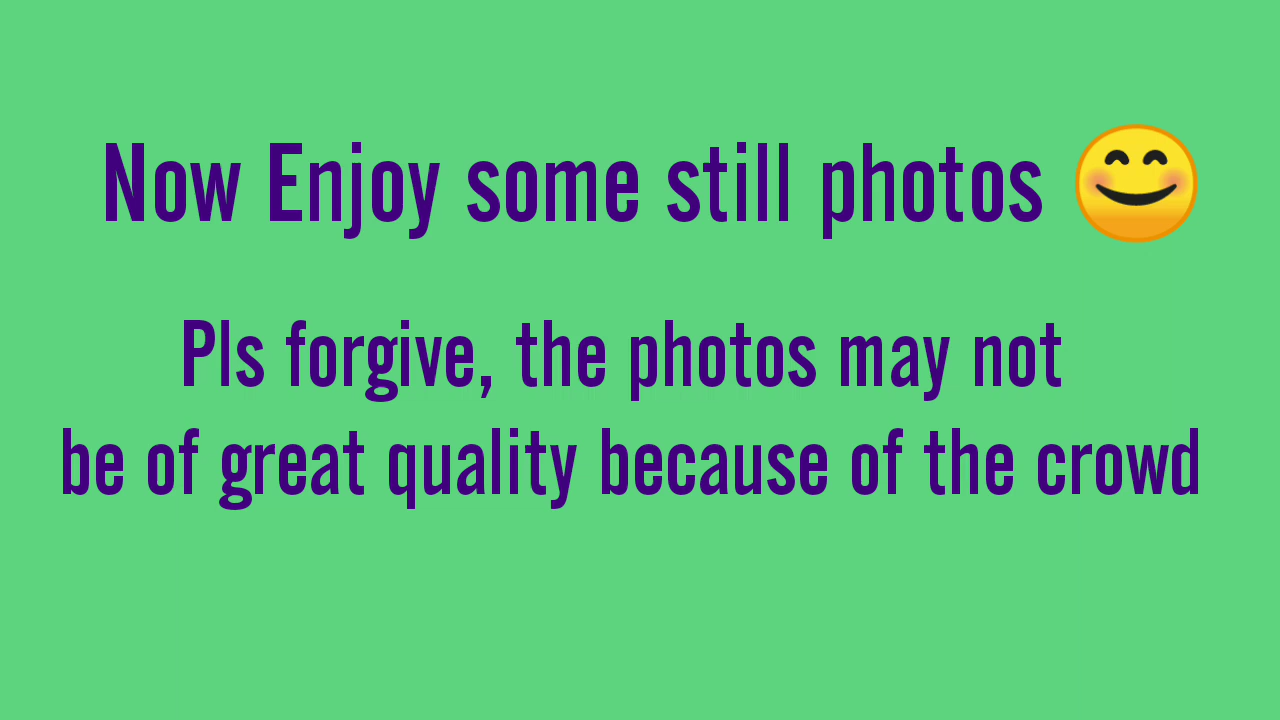 Now Enjoy some still photos 😊
Pls forgive, the photos may not
be of great quality because of the crowd